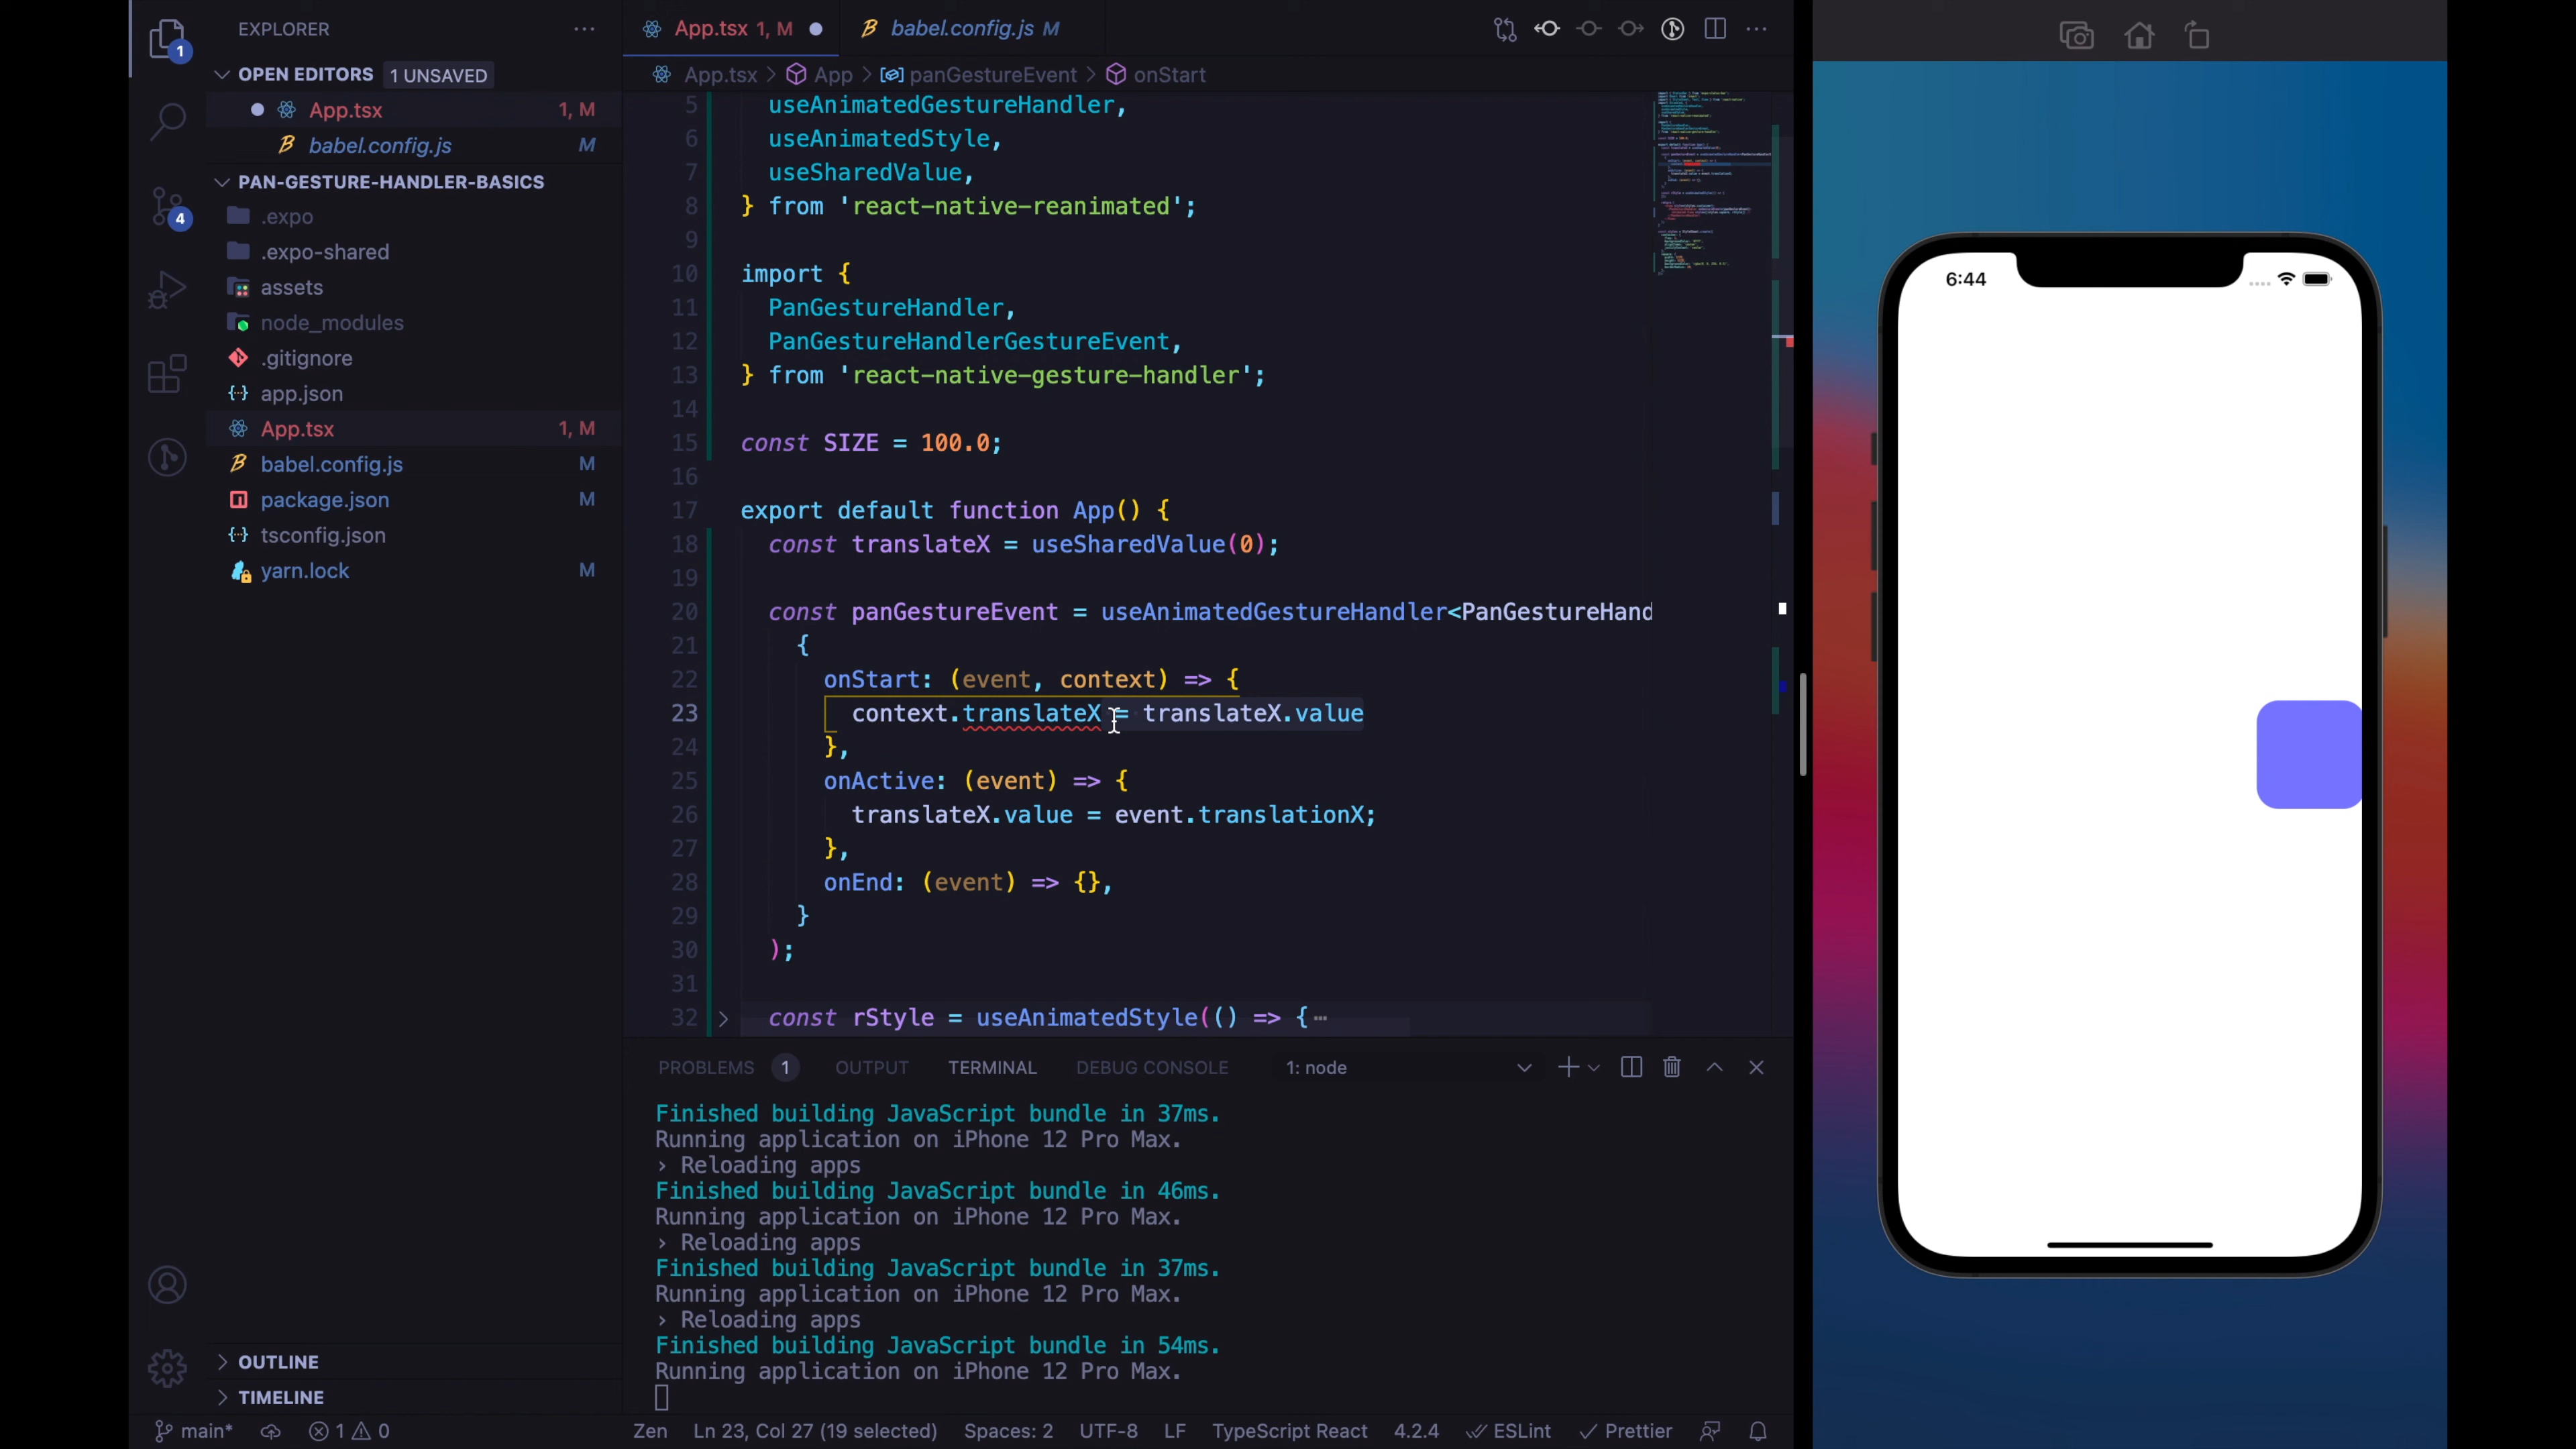 EXPLORER
OPEN EDITORS 1 UNSAVED
App.tsx 1, M
babel.config.js M
PAN-GESTURE-HANDLER-BASICS
.expo
.expo-shared
assets
node_modules
.gitignore
app.json
App.tsx 1, M
babel.config.js M
package.json M
tsconfig.json
yarn.lock M
OUTLINE
TIMELINE
1
4
App.tsx 1, M
babel.config.js M
App.tsx > App > panGestureEvent > onStart
5 useAnimatedGestureHandler,
6 useAnimatedStyle,
7 useSharedValue,
8 } from 'react-native-reanimated';
9
10 import {
11 PanGestureHandler,
12 PanGestureHandlerGestureEvent,
13 } from 'react-native-gesture-handler';
14
15 const SIZE = 100.0;
16
17 export default function App() {
18 const translateX = useSharedValue(0);
19
20 const panGestureEvent = useAnimatedGestureHandler<PanGestureHand
21 {
22 onStart: (event, context) => {
23 context.translateX = translateX.value
24 },
25 onActive: (event) => {
26 translateX.value = event.translationX;
27 },
28 onEnd: (event) => {},
29 }
30 );
31
32 const rStyle = useAnimatedStyle(() => {
PROBLEMS 1 OUTPUT TERMINAL DEBUG CONSOLE 1: node
Finished building JavaScript bundle in 37ms.
Running application on iPhone 12 Pro Max.
› Reloading apps
Finished building JavaScript bundle in 46ms.
Running application on iPhone 12 Pro Max.
› Reloading apps
Finished building JavaScript bundle in 37ms.
Running application on iPhone 12 Pro Max.
› Reloading apps
Finished building JavaScript bundle in 54ms.
Running application on iPhone 12 Pro Max.
main* 1 0 Zen Ln 23, Col 27 (19 selected) Spaces: 2 UTF-8 LF TypeScript React 4.2.4 ESLint Prettier
6:44